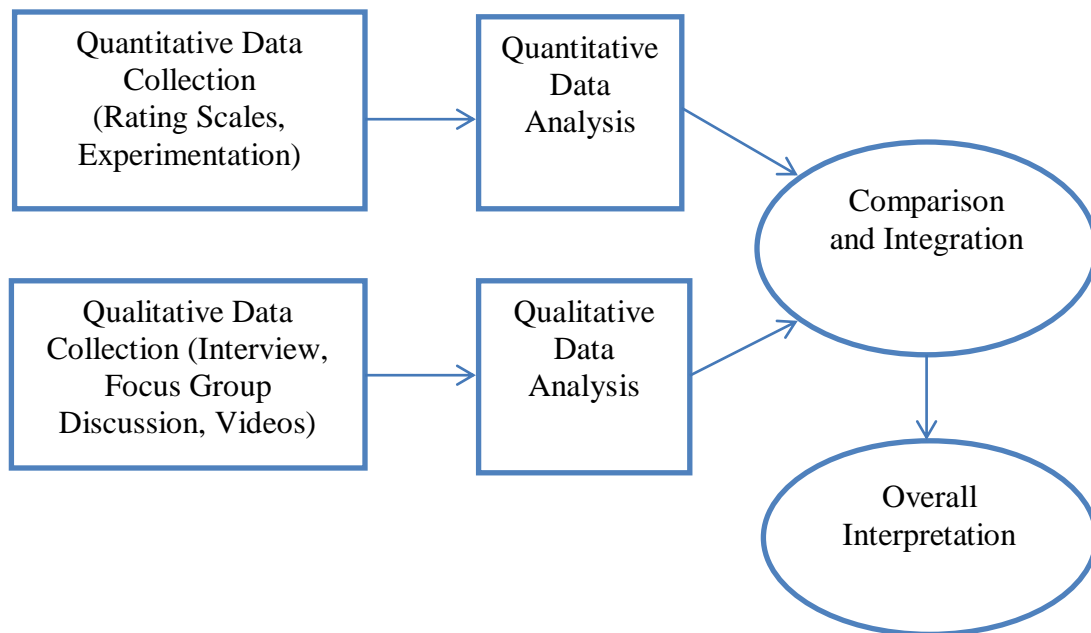 Quantitative Data
Collection
(Rating Scales,
Experimentation)
Quantitative
Data
Analysis
Comparison
and Integration
Qualitative Data
Collection (Interview,
Focus Group
Discussion, Videos)
Qualitative
Data
Analysis
Overall
Interpretation